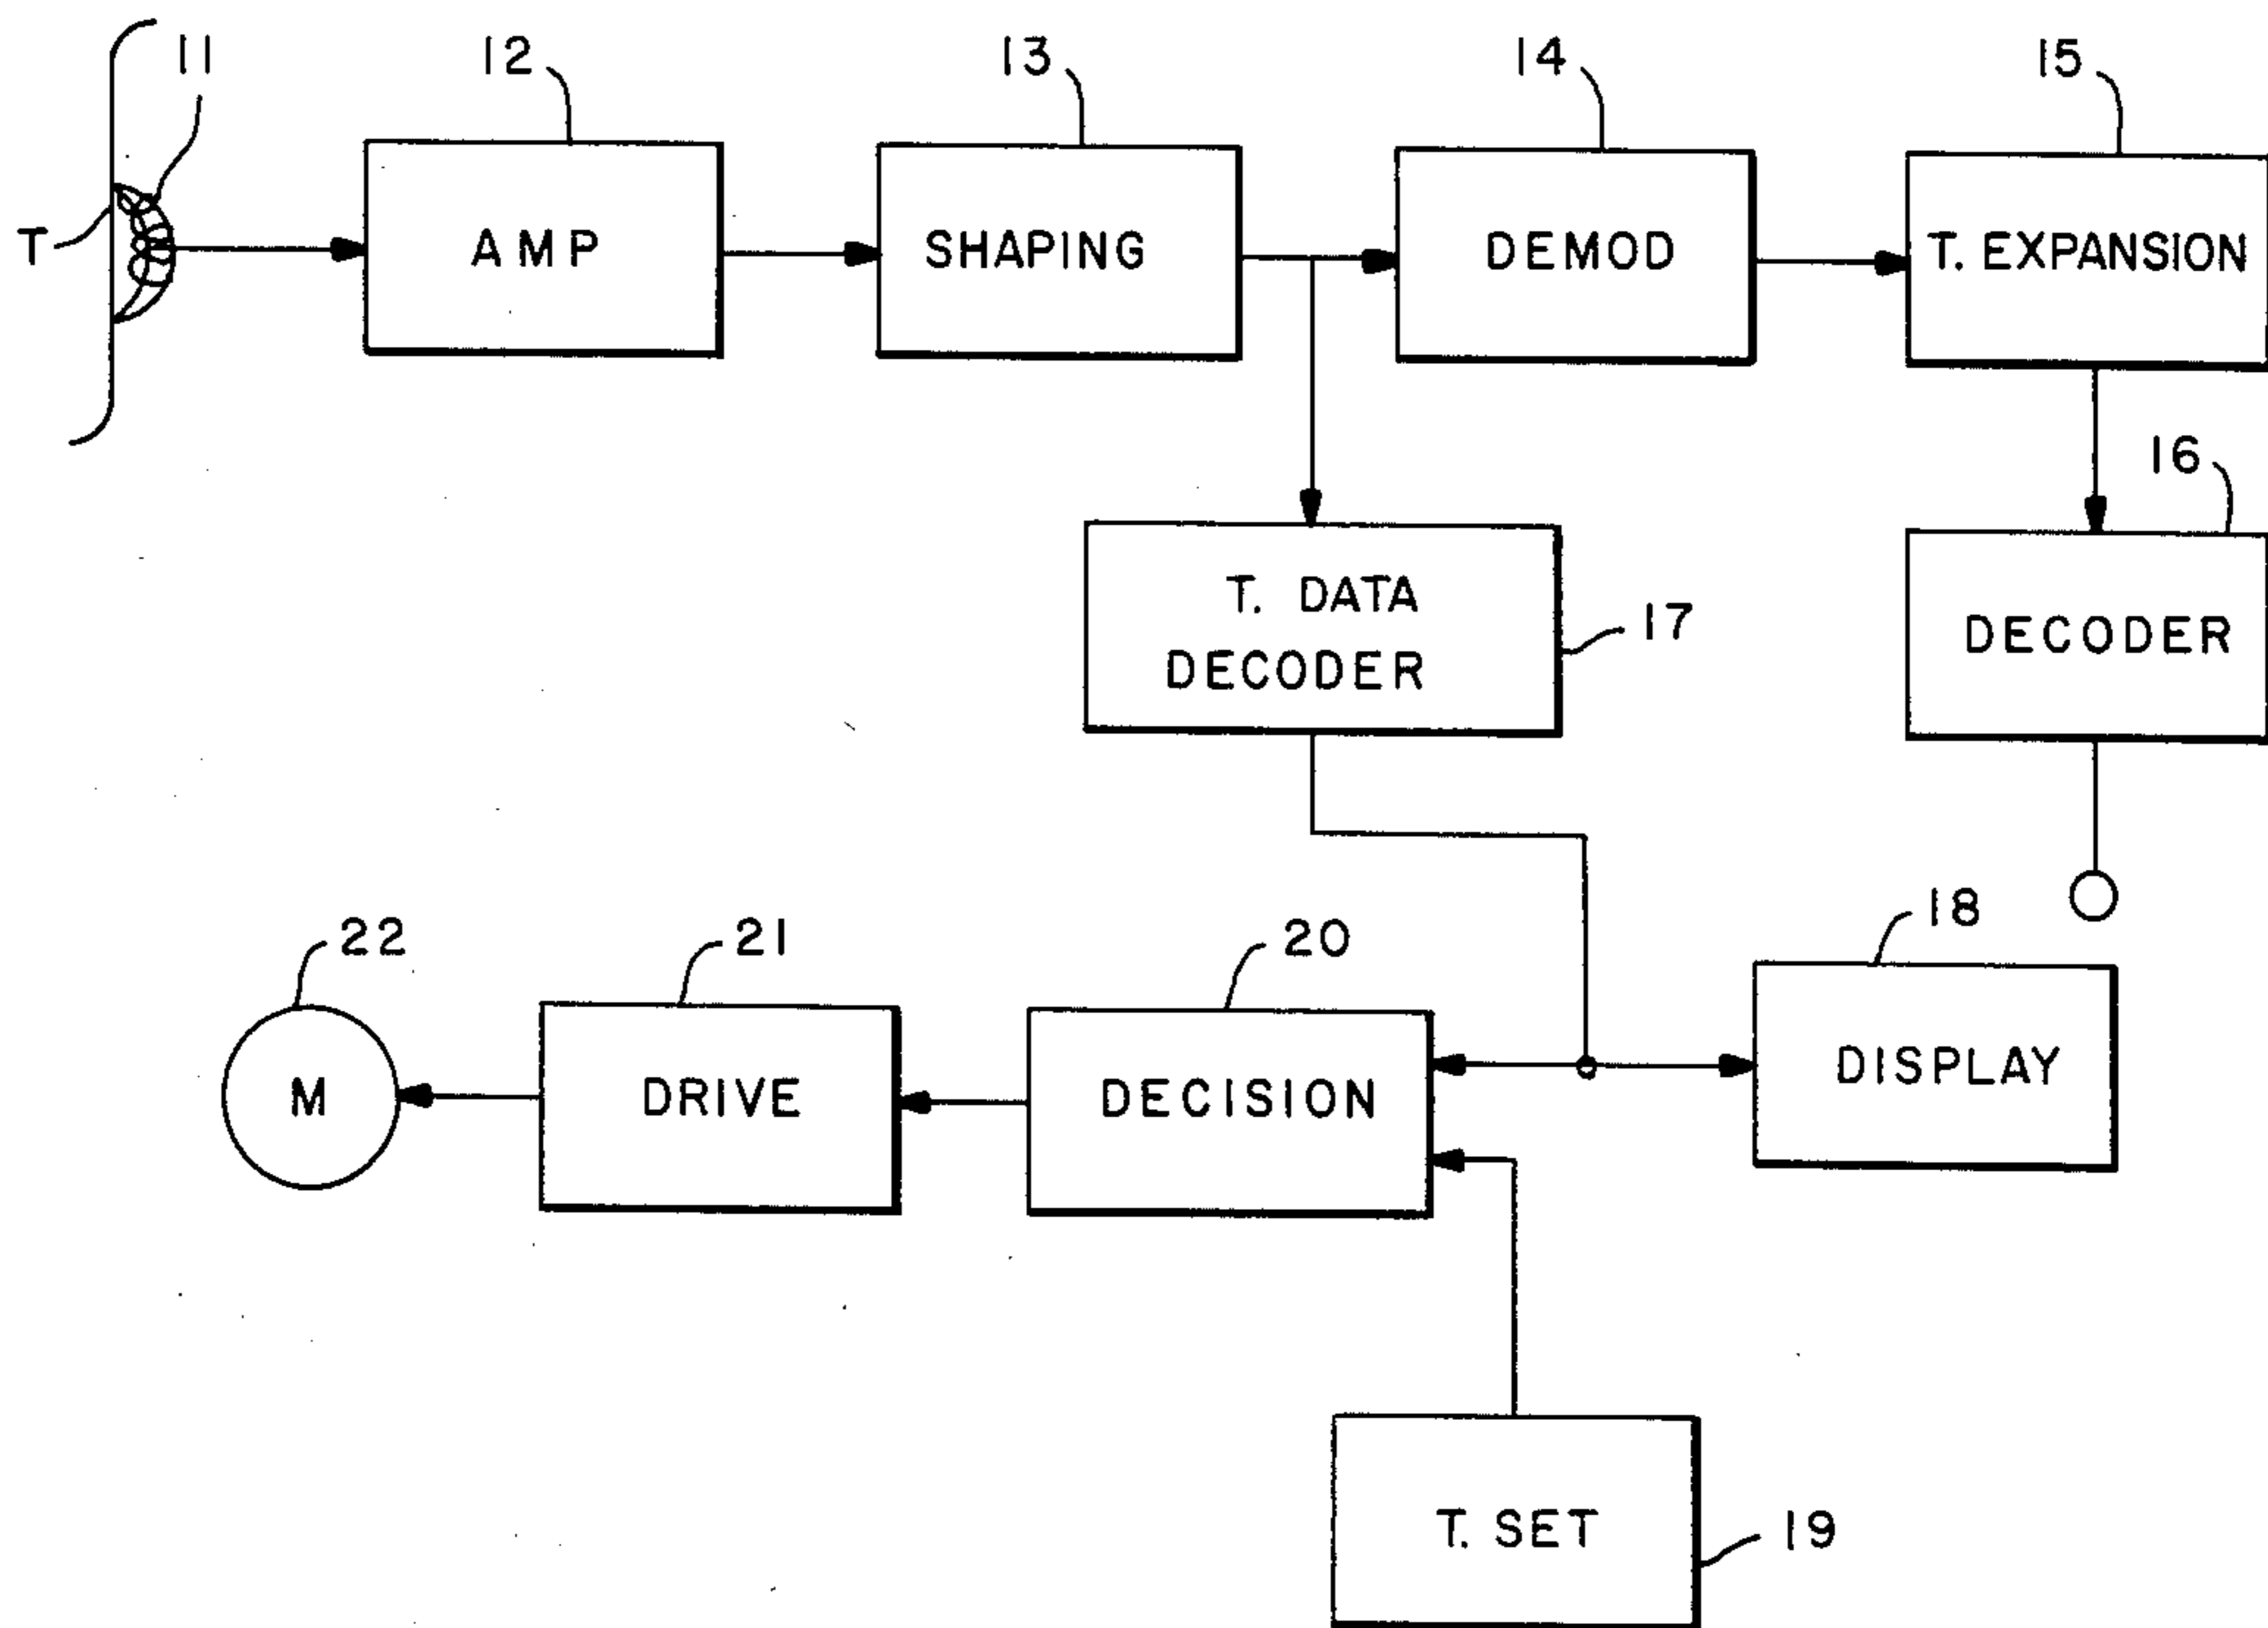 11
12
13
14
15
T
AMP
SHAPING
DEMOD
T. EXPANSION
16
T. DATA
DECODER
17
DECODER
18
22
21
20
M
DRIVE
DECISION
DISPLAY
T. SET
19